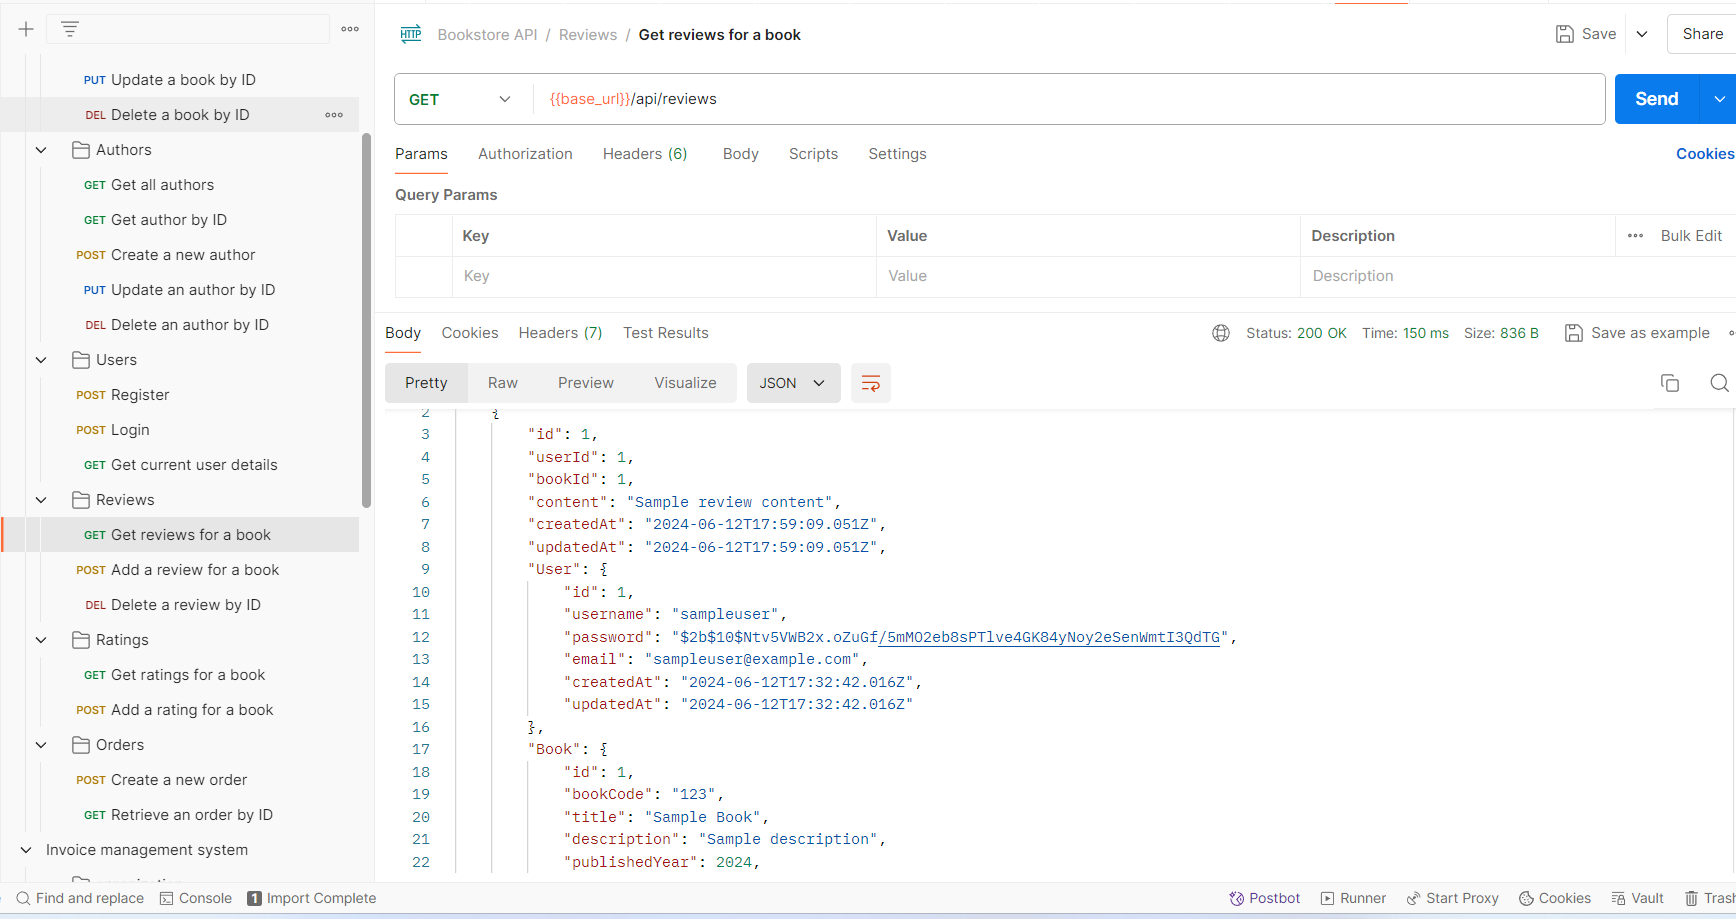 PUT Update a book by ID
DEL Delete a book by ID
Authors
GET Get all authors
GET Get author by ID
POST Create a new author
PUT Update an author by ID
DEL Delete an author by ID
Users
POST Register
POST Login
GET Get current user details
Reviews
GET Get reviews for a book
POST Add a review for a book
DEL Delete a review by ID
Ratings
GET Get ratings for a book
POST Add a rating for a book
Orders
POST Create a new order
GET Retrieve an order by ID
Invoice management system
HTTP Bookstore API / Reviews / Get reviews for a book
Save
Share
GET {{base_url}}/api/reviews
Send
Params Authorization Headers (6) Body Scripts Settings
Cookies
Query Params
Key Value Description ••• Bulk Edit
Key Value Description
Body Cookies Headers (7) Test Results
Status: 200 OK Time: 150 ms Size: 836 B Save as example
Pretty Raw Preview Visualize JSON
2 {
3 "id": 1,
4 "userId": 1,
5 "bookId": 1,
6 "content": "Sample review content",
7 "createdAt": "2024-06-12T17:59:09.051Z",
8 "updatedAt": "2024-06-12T17:59:09.051Z",
9 "User": {
10 "id": 1,
11 "username": "sampleuser",
12 "password": "$2b$10$Ntv5VWB2x.oZuGf/5mMO2eb8sPTlve4GK84yNoy2eSenWmtI3QdTG",
13 "email": "sampleuser@example.com",
14 "createdAt": "2024-06-12T17:32:42.016Z",
15 "updatedAt": "2024-06-12T17:32:42.016Z"
16 },
17 "Book": {
18 "id": 1,
19 "bookCode": "123",
20 "title": "Sample Book",
21 "description": "Sample description",
22 "publishedYear": 2024,
Find and replace Console 1 Import Complete
Postbot Runner Start Proxy Cookies Vault Trash